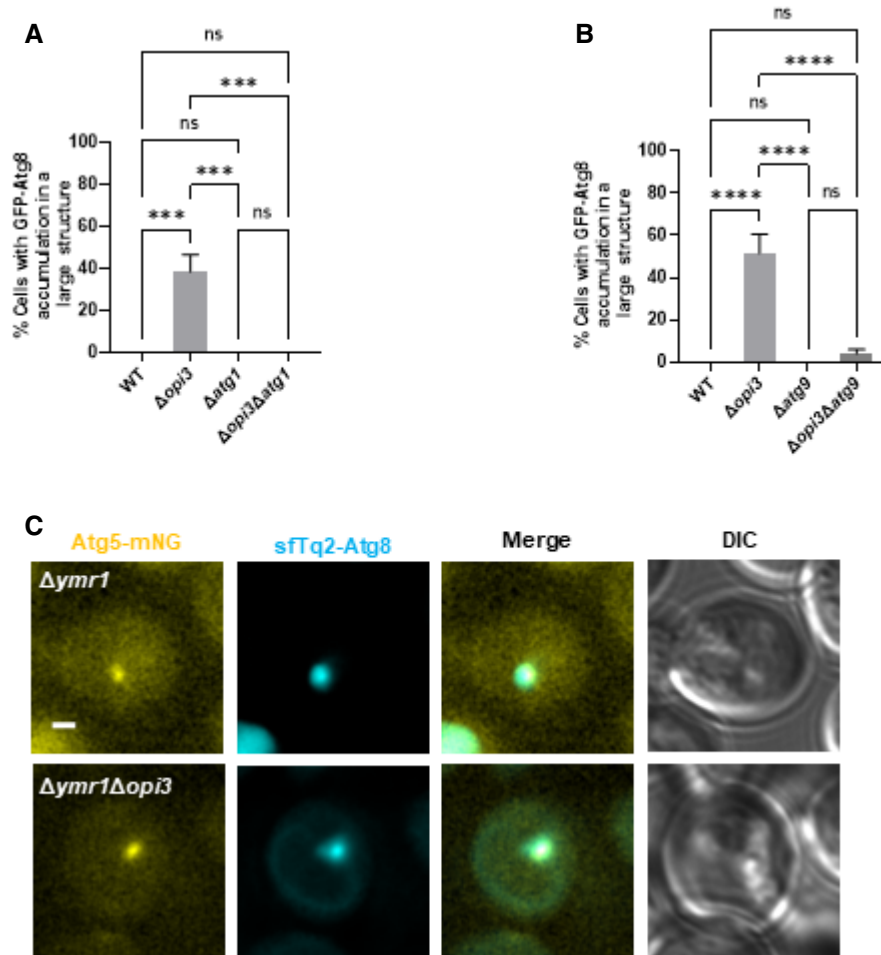 A
ns
***
ns
***
***
ns
% Cells with GFP-Atg8
accumulation in a
large structure
100
80
60
40
20
0
WT
Δopi3
Δatg1
Δopi3Δatg1
B
ns
****
ns
****
****
ns
% Cells with GFP-Atg8
accumulation in a
large structure
100
80
60
40
20
0
WT
Δopi3
Δatg9
Δopi3Δatg9
C
Atg5-mNG
sfTq2-Atg8
Merge
DIC
Δymr1
Δymr1Δopi3